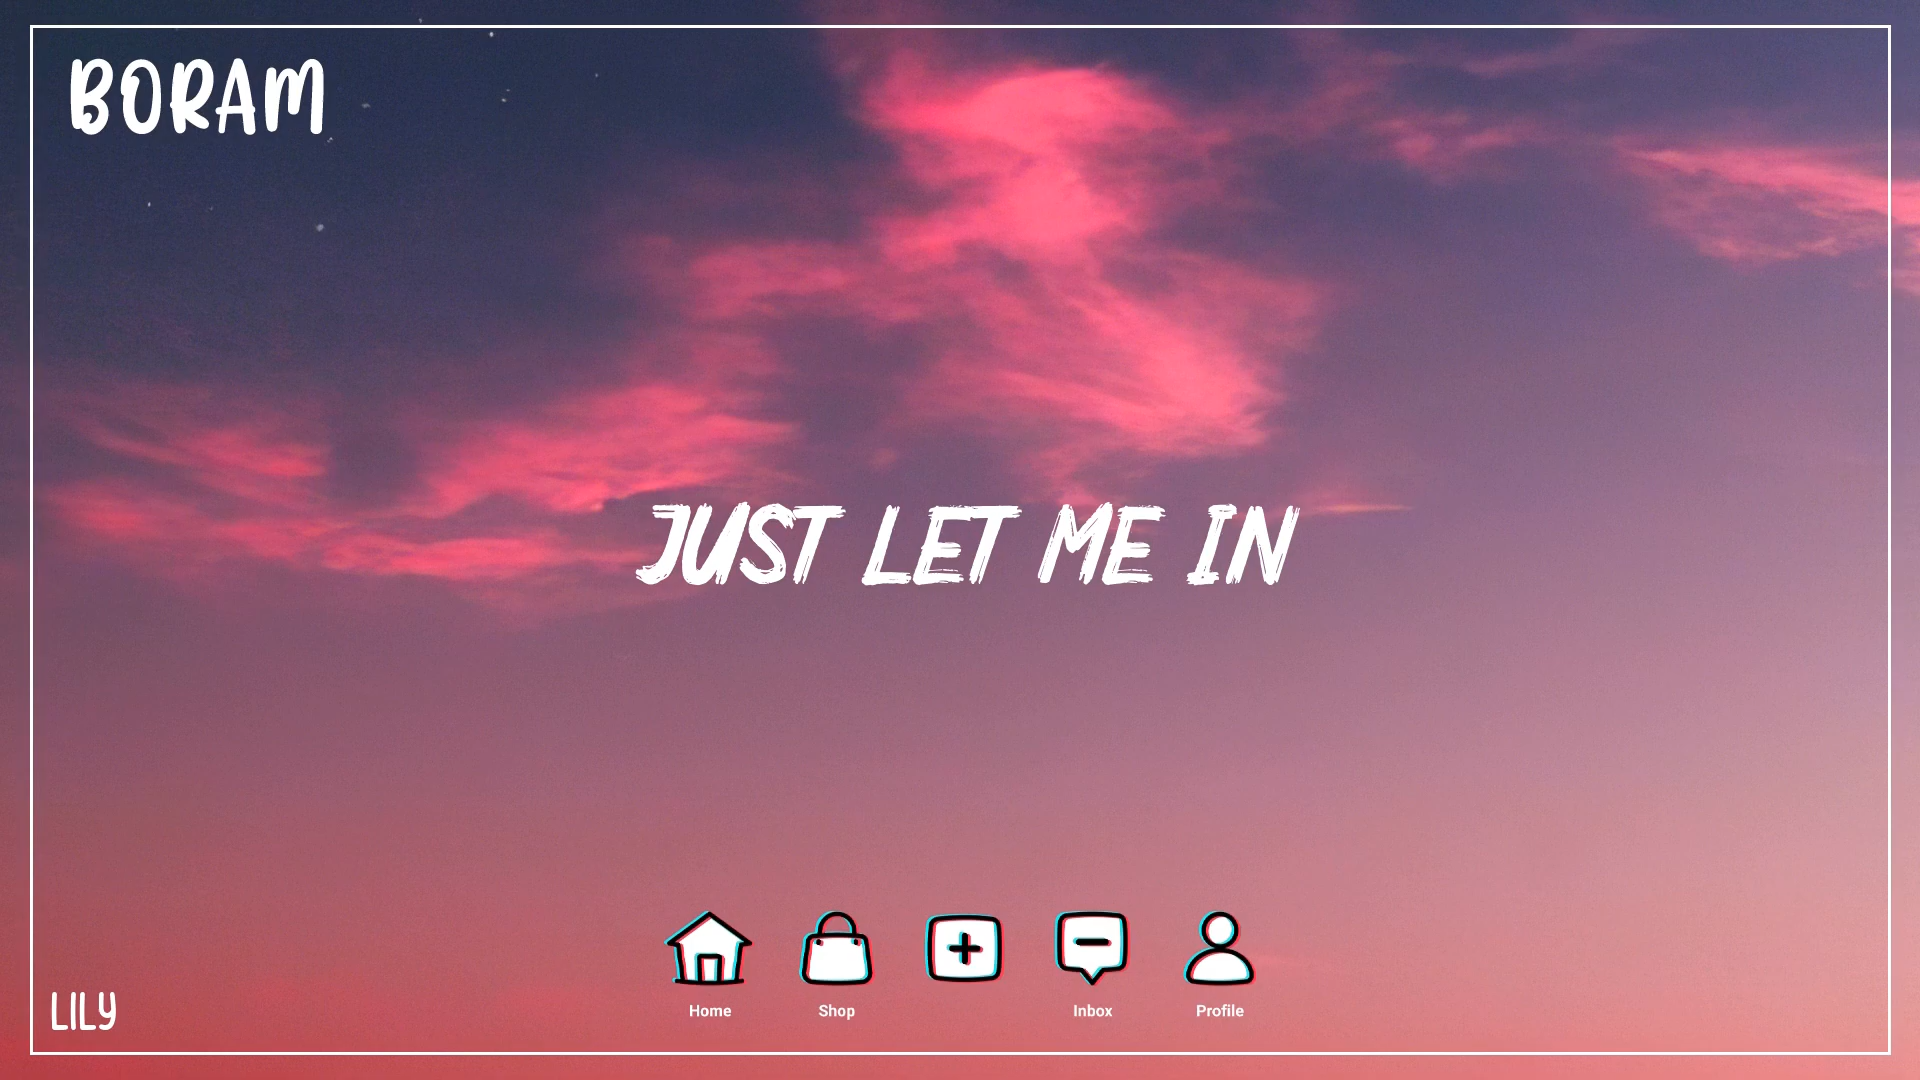 BORAM
JUST LET ME IN
Home
Shop
Inbox
Profile
LILY